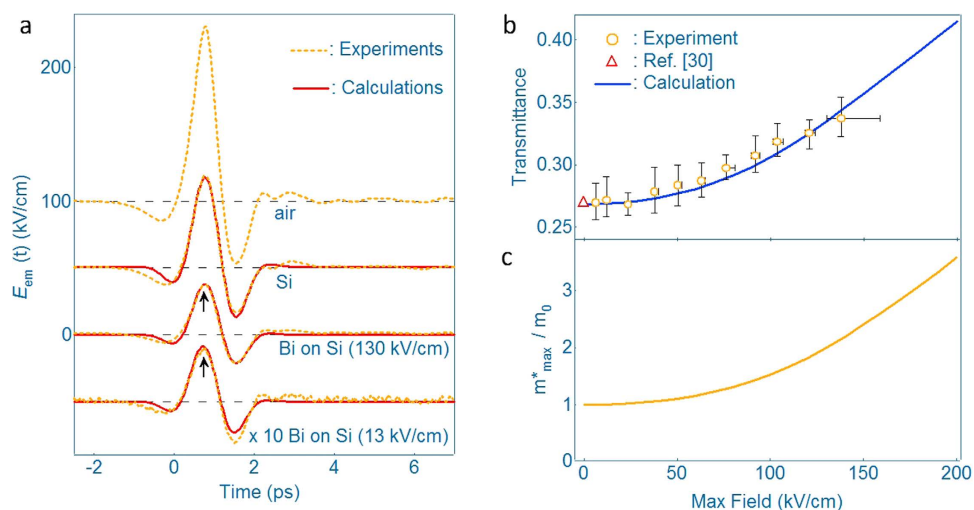 a
200
100
0
E_em (t) (kV/cm)
: Experiments
: Calculations
air
Si
Bi on Si (130 kV/cm)
x 10 Bi on Si (13 kV/cm)
-2
0
2
4
6
Time (ps)
b
0.40
0.35
0.30
0.25
Transmittance
: Experiment
: Ref. [30]
: Calculation
c
3
2
1
m*_max / m_0
0
50
100
150
200
Max Field (kV/cm)